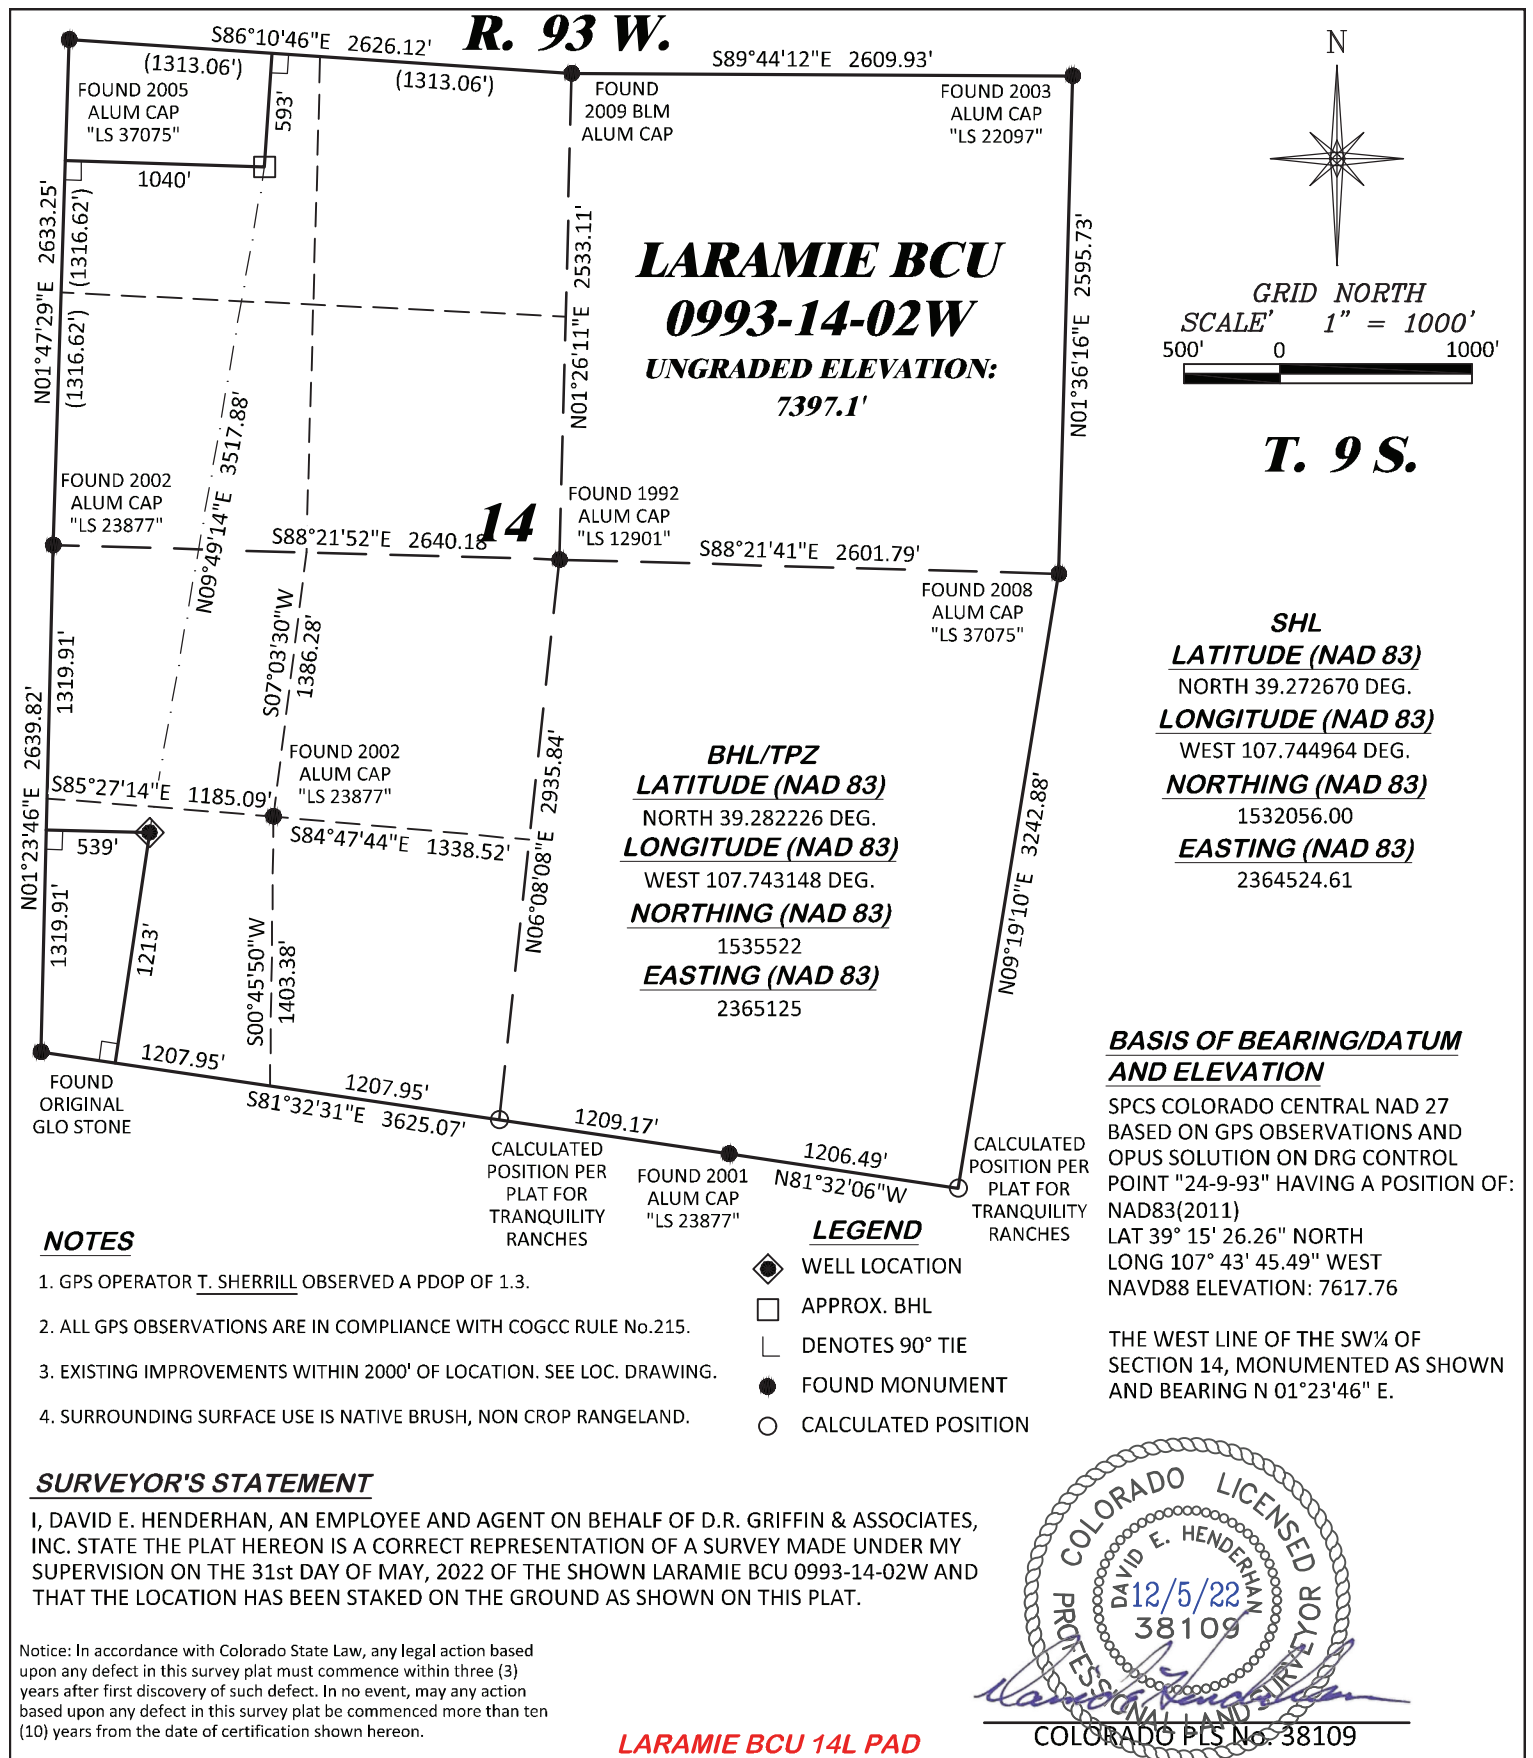 S86°10'46"E 2626.12'
R. 93 W.
(1313.06')
(1313.06')
S89°44'12"E 2609.93'
FOUND 2005
ALUM CAP
"LS 37075"
593'
FOUND
2009 BLM
ALUM CAP
FOUND 2003
ALUM CAP
"LS 22097"
N
1040'
N01°47'29"E 2633.25'
(1316.62')
(1316.62')
N01°26'11"E 2533.11'
LARAMIE BCU
0993-14-02W
UNGRADED ELEVATION:
7397.1'
N01°36'16"E 2595.73'
GRID NORTH
SCALE' 1" = 1000'
500' 0 1000'
T. 9 S.
N09°49'14"E 3517.88'
FOUND 2002
ALUM CAP
"LS 23877"
14
FOUND 1992
ALUM CAP
"LS 12901"
S88°21'52"E 2640.18'
S88°21'41"E 2601.79'
FOUND 2008
ALUM CAP
"LS 37075"
S07°03'30"W
1386.28'
1319.91'
N01°23'46"E 2639.82'
1319.91'
SHL
LATITUDE (NAD 83)
NORTH 39.272670 DEG.
LONGITUDE (NAD 83)
WEST 107.744964 DEG.
NORTHING (NAD 83)
1532056.00
EASTING (NAD 83)
2364524.61
FOUND 2002
ALUM CAP
"LS 23877"
S85°27'14"E 1185.09'
S84°47'44"E 1338.52'
539'
1213'
N06°08'08"E 2935.84'
BHL/TPZ
LATITUDE (NAD 83)
NORTH 39.282226 DEG.
LONGITUDE (NAD 83)
WEST 107.743148 DEG.
NORTHING (NAD 83)
1535522
EASTING (NAD 83)
2365125
N09°19'10"E 3242.88'
S00°45'50"W
1403.38'
FOUND
ORIGINAL
GLO STONE
1207.95'
1207.95'
S81°32'31"E 3625.07'
1209.17'
1206.49'
N81°32'06"W
CALCULATED
POSITION PER
PLAT FOR
TRANQUILITY
RANCHES
FOUND 2001
ALUM CAP
"LS 23877"
CALCULATED
POSITION PER
PLAT FOR
TRANQUILITY
RANCHES
BASIS OF BEARING/DATUM
AND ELEVATION
SPCS COLORADO CENTRAL NAD 27
BASED ON GPS OBSERVATIONS AND
OPUS SOLUTION ON DRG CONTROL
POINT "24-9-93" HAVING A POSITION OF:
NAD83(2011)
LAT 39° 15' 26.26" NORTH
LONG 107° 43' 45.49" WEST
NAVD88 ELEVATION: 7617.76
THE WEST LINE OF THE SW¼ OF
SECTION 14, MONUMENTED AS SHOWN
AND BEARING N 01°23'46" E.
NOTES
1. GPS OPERATOR T. SHERRILL OBSERVED A PDOP OF 1.3.
2. ALL GPS OBSERVATIONS ARE IN COMPLIANCE WITH COGCC RULE No.215.
3. EXISTING IMPROVEMENTS WITHIN 2000' OF LOCATION. SEE LOC. DRAWING.
4. SURROUNDING SURFACE USE IS NATIVE BRUSH, NON CROP RANGELAND.
LEGEND
WELL LOCATION
APPROX. BHL
DENOTES 90° TIE
FOUND MONUMENT
CALCULATED POSITION
SURVEYOR'S STATEMENT
I, DAVID E. HENDERHAN, AN EMPLOYEE AND AGENT ON BEHALF OF D.R. GRIFFIN & ASSOCIATES,
INC. STATE THE PLAT HEREON IS A CORRECT REPRESENTATION OF A SURVEY MADE UNDER MY
SUPERVISION ON THE 31st DAY OF MAY, 2022 OF THE SHOWN LARAMIE BCU 0993-14-02W AND
THAT THE LOCATION HAS BEEN STAKED ON THE GROUND AS SHOWN ON THIS PLAT.
Notice: In accordance with Colorado State Law, any legal action based
upon any defect in this survey plat must commence within three (3)
years after first discovery of such defect. In no event, may any action
based upon any defect in this survey plat be commenced more than ten
(10) years from the date of certification shown hereon.
COLORADO LICENSED
PROFESSIONAL LAND SURVEYOR
DAVID E. HENDERHAN
12/5/22
38109
COLORADO PLS No. 38109
LARAMIE BCU 14L PAD